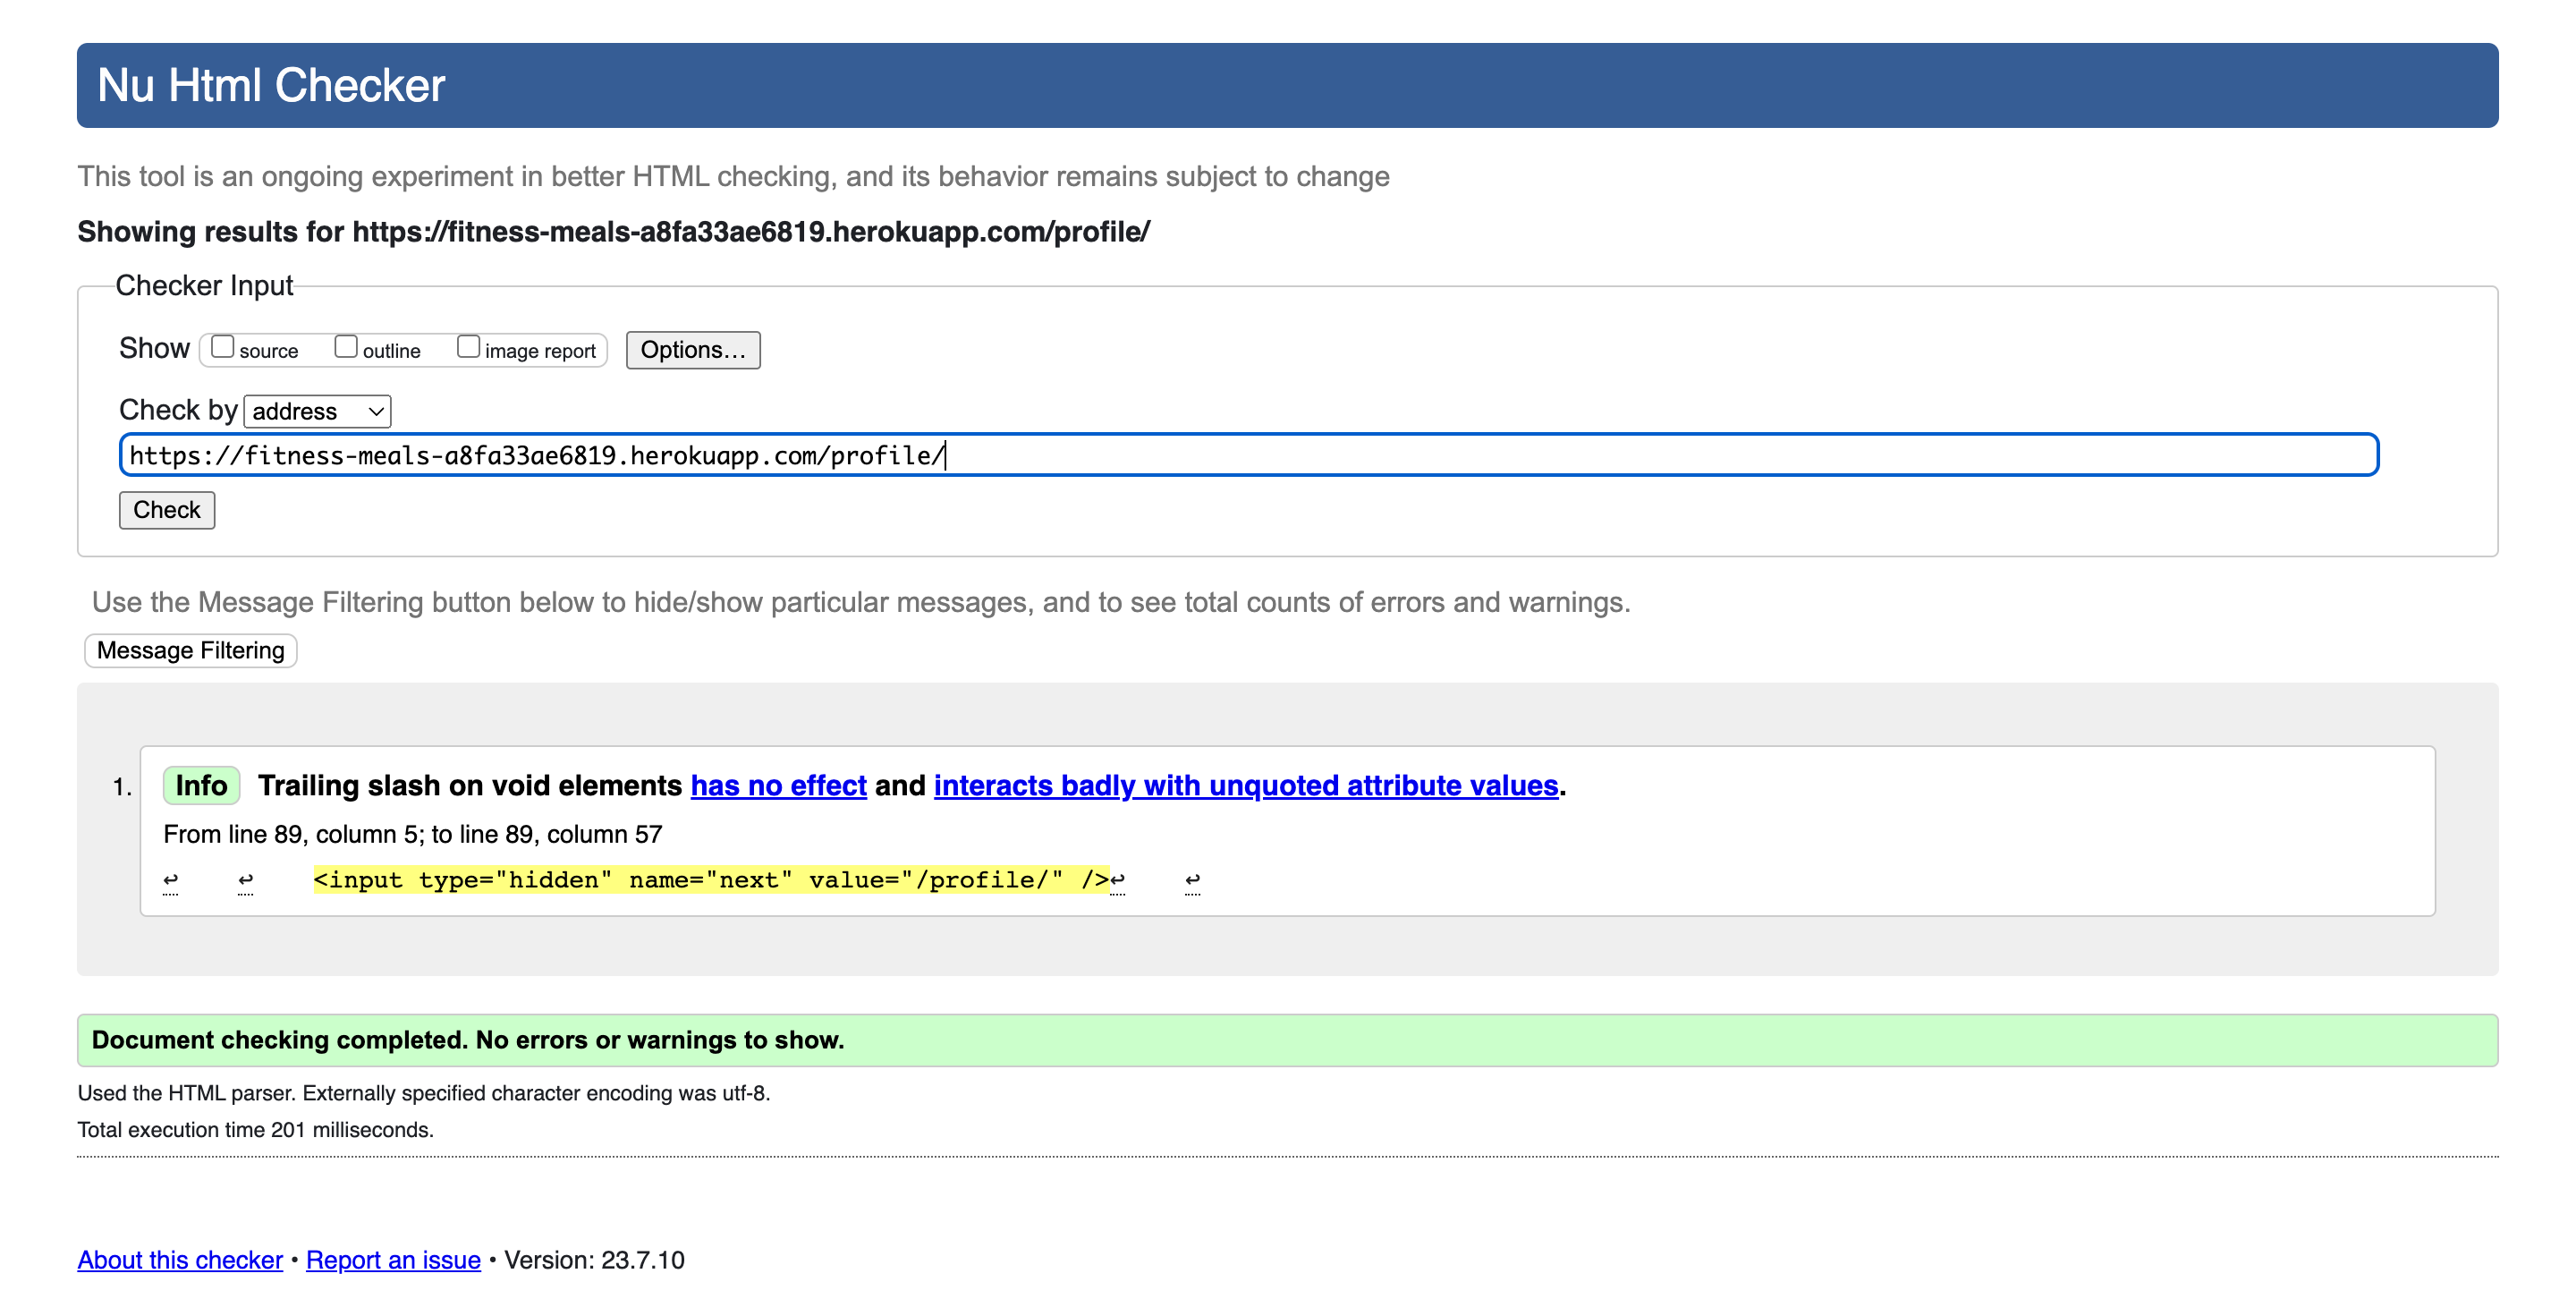 Nu Html Checker
This tool is an ongoing experiment in better HTML checking, and its behavior remains subject to change
Showing results for https://fitness-meals-a8fa33ae6819.herokuapp.com/profile/
Checker Input
Show source outline image report Options...
Check by address
https://fitness-meals-a8fa33ae6819.herokuapp.com/profile/
Check
Use the Message Filtering button below to hide/show particular messages, and to see total counts of errors and warnings.
Message Filtering
1. Info Trailing slash on void elements has no effect and interacts badly with unquoted attribute values.
From line 89, column 5; to line 89, column 57
↩ ↩ <input type="hidden" name="next" value="/profile/" />↩ ↩
Document checking completed. No errors or warnings to show.
Used the HTML parser. Externally specified character encoding was utf-8.
Total execution time 201 milliseconds.
About this checker • Report an issue • Version: 23.7.10